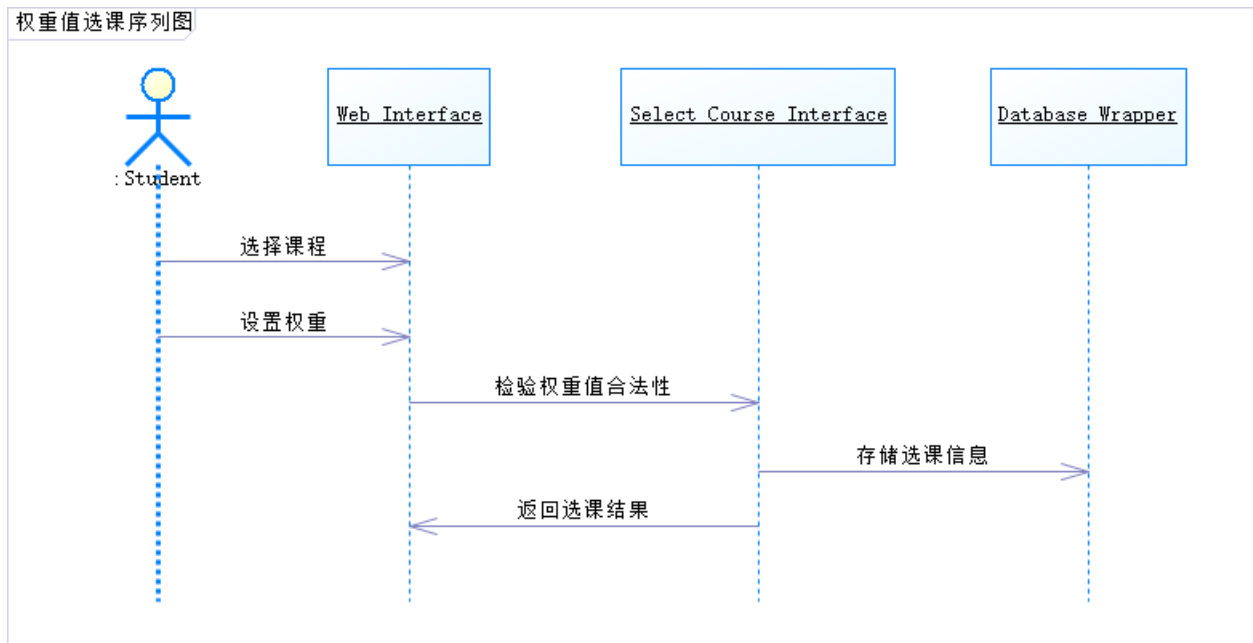 权重值选课序列图
Web Interface
Select Course Interface
Database Wrapper
:Student
选择课程
设置权重
检验权重值合法性
存储选课信息
返回选课结果